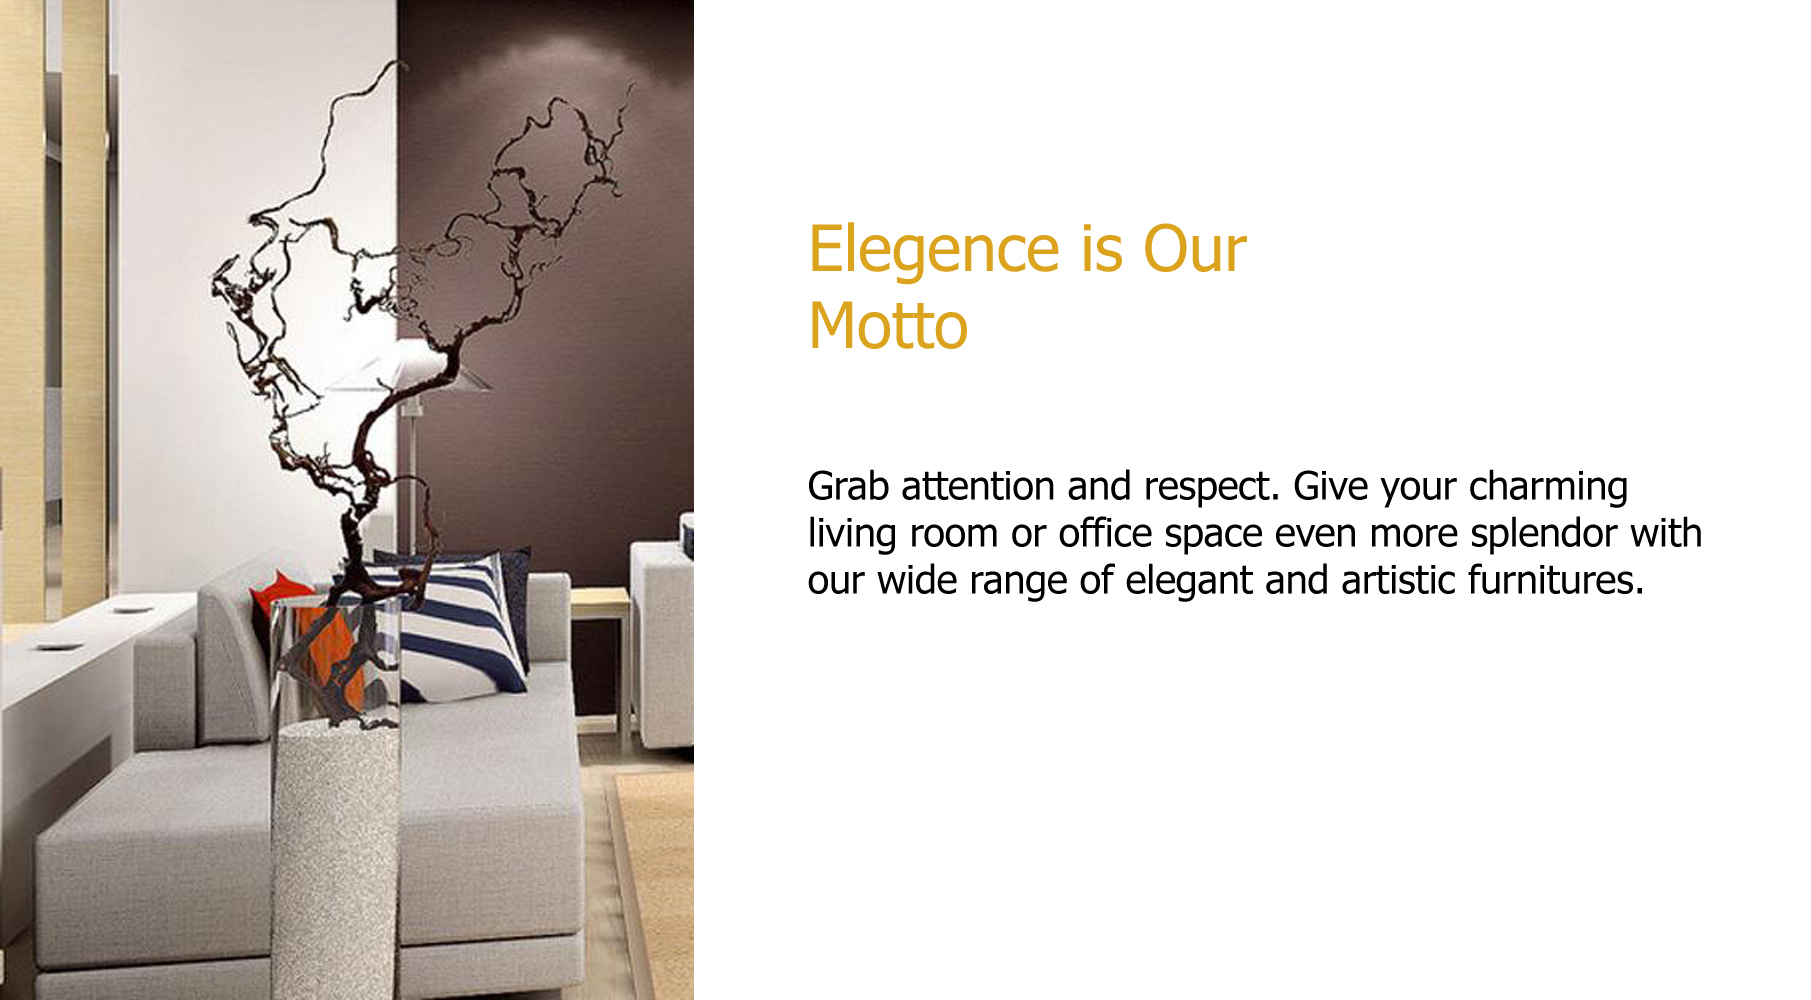 Elegence is Our
Motto
Grab attention and respect. Give your charming
living room or office space even more splendor with
our wide range of elegant and artistic furnitures.